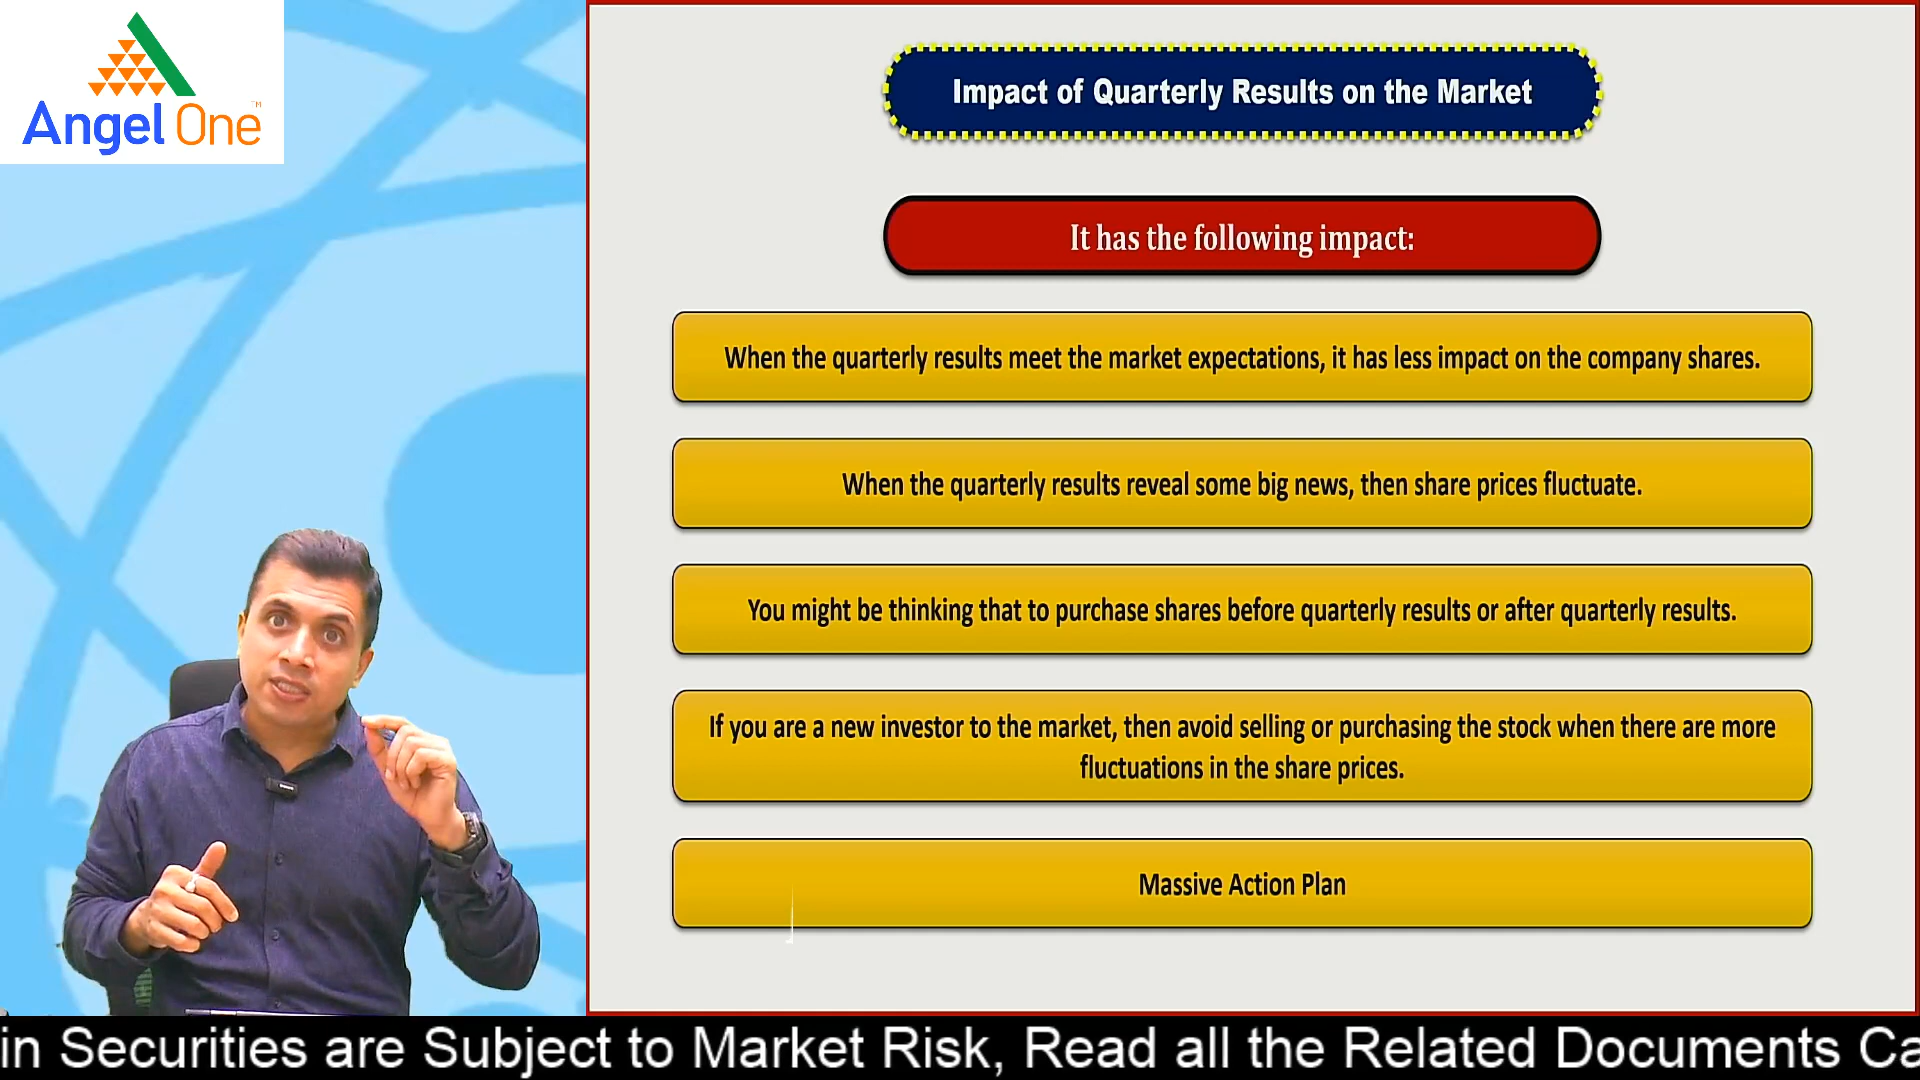 Angel One
TM
Impact of Quarterly Results on the Market
It has the following impact:
When the quarterly results meet the market expectations, it has less impact on the company shares.
When the quarterly results reveal some big news, then share prices fluctuate.
You might be thinking that to purchase shares before quarterly results or after quarterly results.
If you are a new investor to the market, then avoid selling or purchasing the stock when there are more
fluctuations in the share prices.
Massive Action Plan
in Securities are Subject to Market Risk, Read all the Related Documents Ca